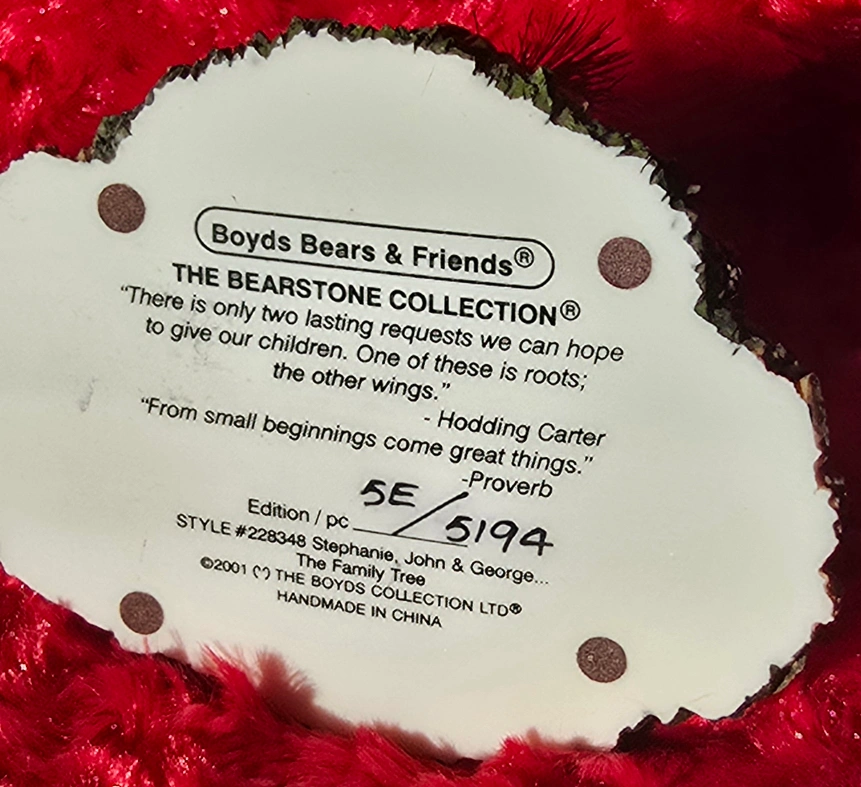 Boyds Bears & Friends®
THE BEARSTONE COLLECTION®
"There is only two lasting requests we can hope
to give our children. One of these is roots;
the other wings."
- Hodding Carter
"From small beginnings come great things."
-Proverb
Edition / pc 5E/5194
STYLE #228348 Stephanie, John & George...
The Family Tree
©2001 (") THE BOYDS COLLECTION LTD®
HANDMADE IN CHINA